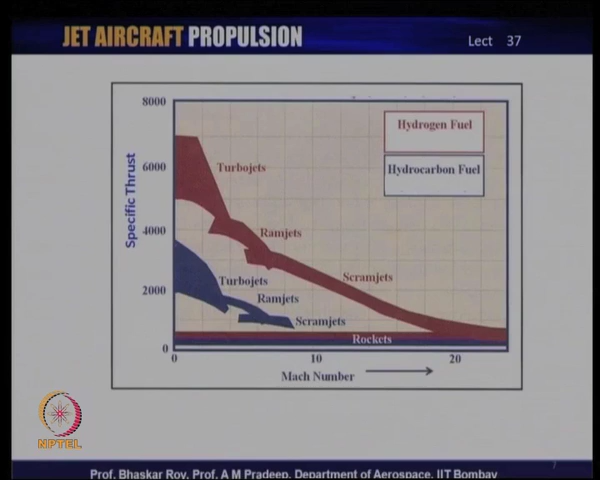 JET AIRCRAFT PROPULSION
Lect 37
8000
Hydrogen Fuel
Hydrocarbon Fuel
6000
Turbojets
Specific Thrust
4000
Ramjets
Turbojets
Scramjets
2000
Ramjets
Scramjets
Rockets
0
0
10
20
Mach Number
NPTEL
7
Prof. Bhaskar Roy, Prof. A M Pradeep, Department of Aerospace, IIT Bombay